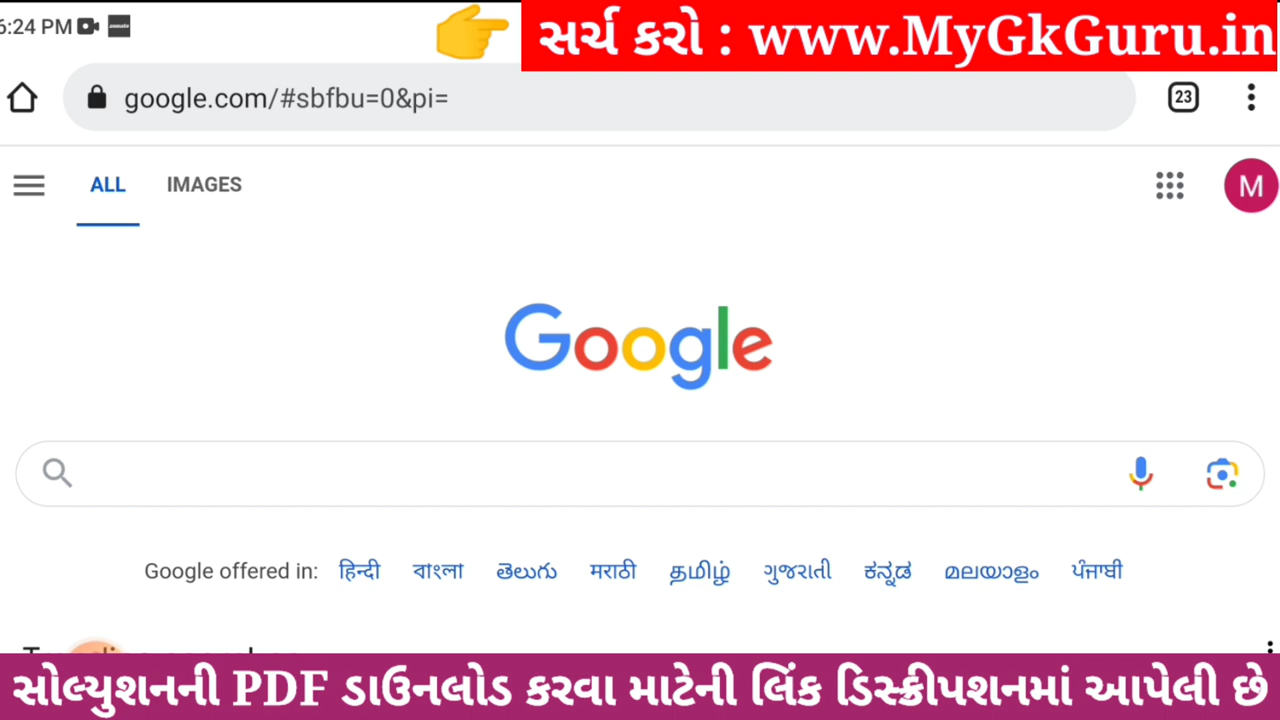 6:24 PM
સર્ચ કરો : www.MyGkGuru.in
google.com/#sbfbu=0&pi=
23
ALL IMAGES
M
Google
Google offered in: हिन्दी বাংলা తెలుగు मराठी தமிழ் ગુજરાતી ಕನ್ನಡ മലയാളം ਪੰਜਾਬੀ
સોલ્યુશનની PDF ડાઉનલોડ કરવા માટેની લિંક ડિસ્ક્રીપશનમાં આપેલી છે